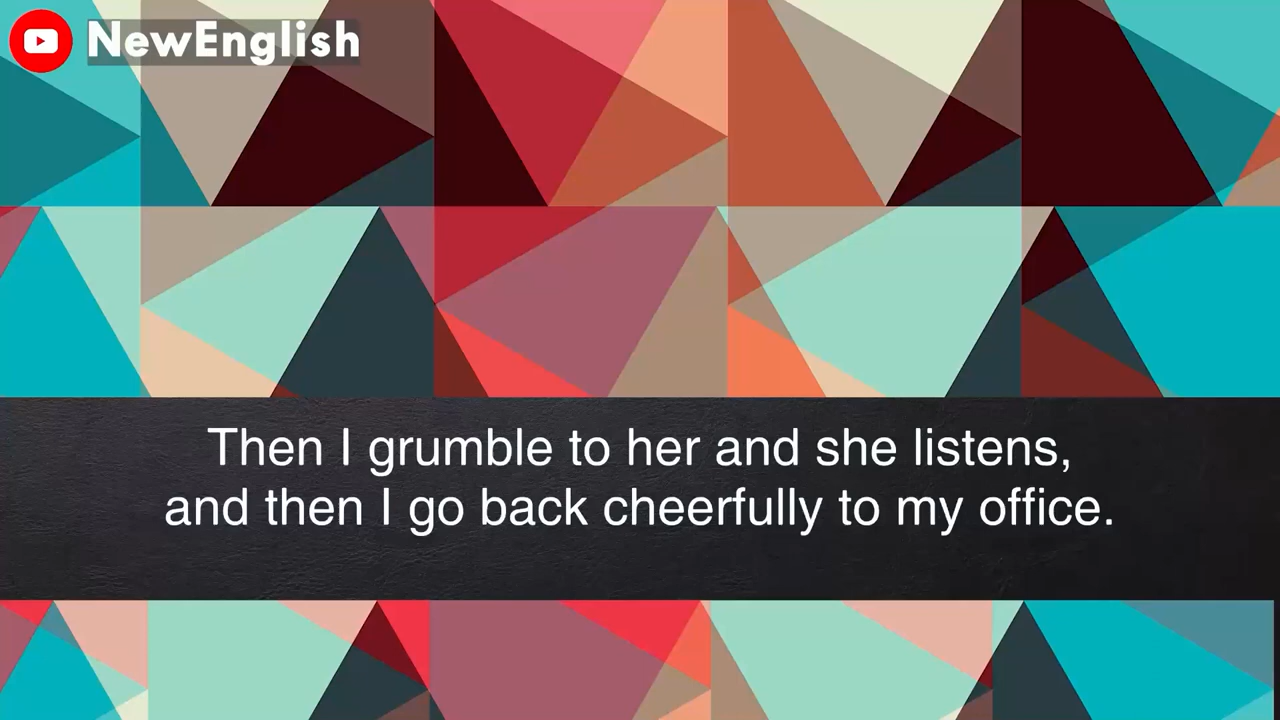 NewEnglish
Then I grumble to her and she listens,
and then I go back cheerfully to my office.